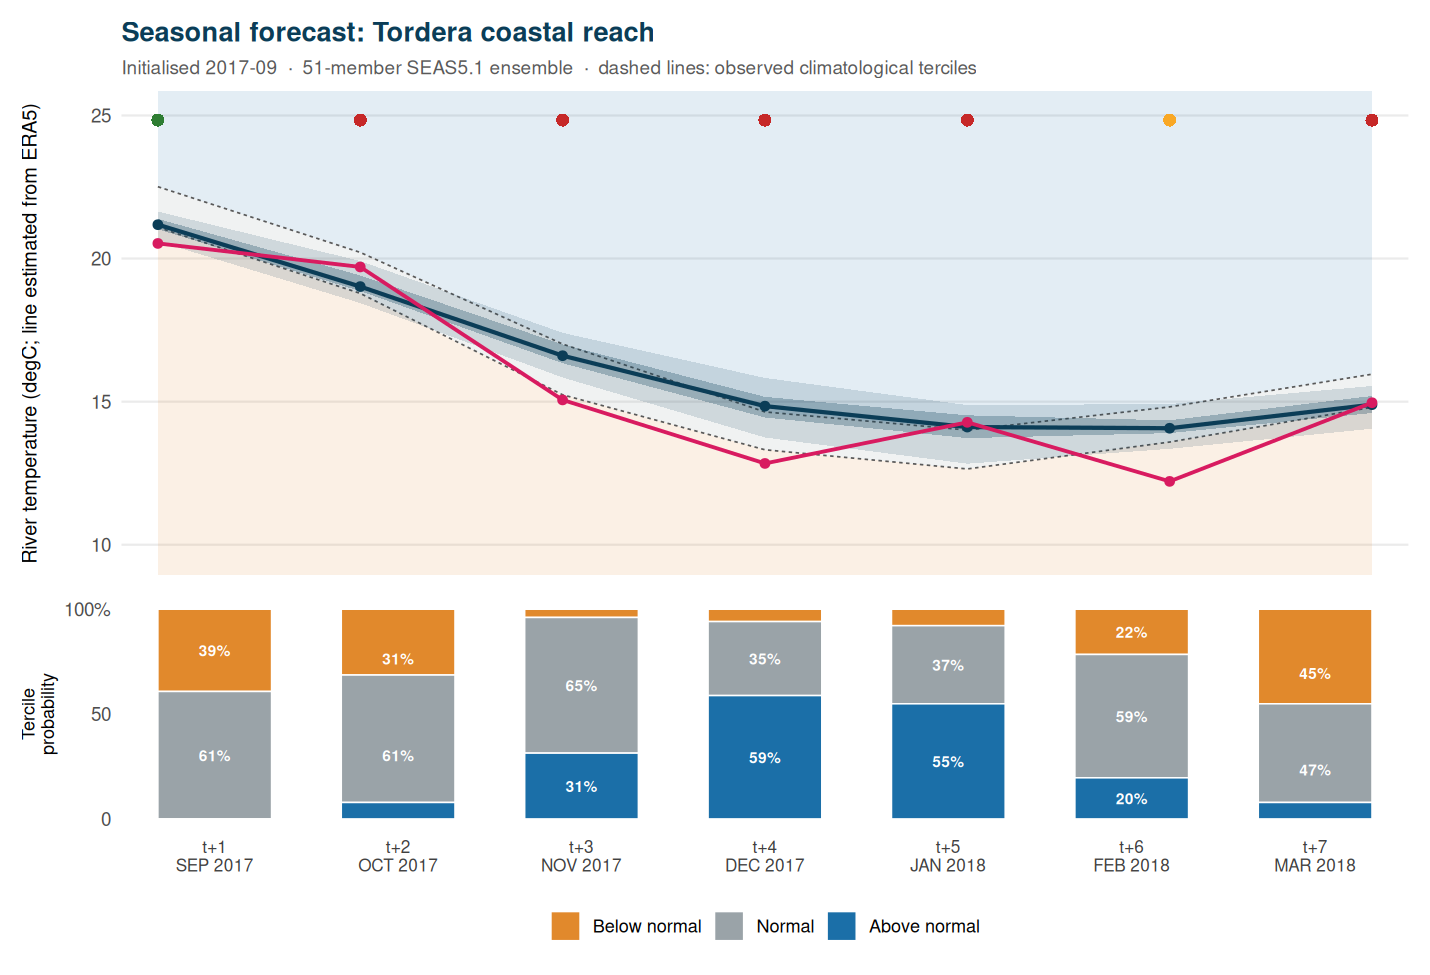 Seasonal forecast: Tordera coastal reach
Initialised 2017-09 · 51-member SEAS5.1 ensemble · dashed lines: observed climatological terciles
River temperature (degC; line estimated from ERA5)
25
20
15
10
Tercile
probability
100%
50
0
39%
61%
31%
61%
65%
31%
35%
59%
37%
55%
22%
59%
20%
45%
47%
t+1
SEP 2017
t+2
OCT 2017
t+3
NOV 2017
t+4
DEC 2017
t+5
JAN 2018
t+6
FEB 2018
t+7
MAR 2018
Below normal
Normal
Above normal